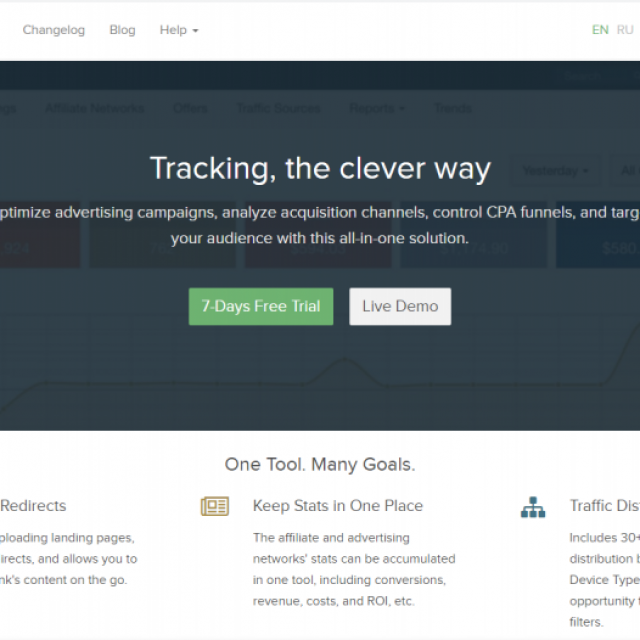 Changelog Blog Help
EN RU
Affiliate Networks Offers Traffic Sources Reports Trends
Tracking, the clever way
Yesterday All
ptimize advertising campaigns, analyze acquisition channels, control CPA funnels, and targ
your audience with this all-in-one solution.
924
$580.
7-Days Free Trial Live Demo
One Tool. Many Goals.
Redirects
ploading landing pages,
irects, and allows you to
nk's content on the go.
Keep Stats in One Place
The affiliate and advertising
networks' stats can be accumulated
in one tool, including conversions,
revenue, costs, and ROI, etc.
Traffic Dis
Includes 30+
distribution b
Device Type
opportunity t
filters.